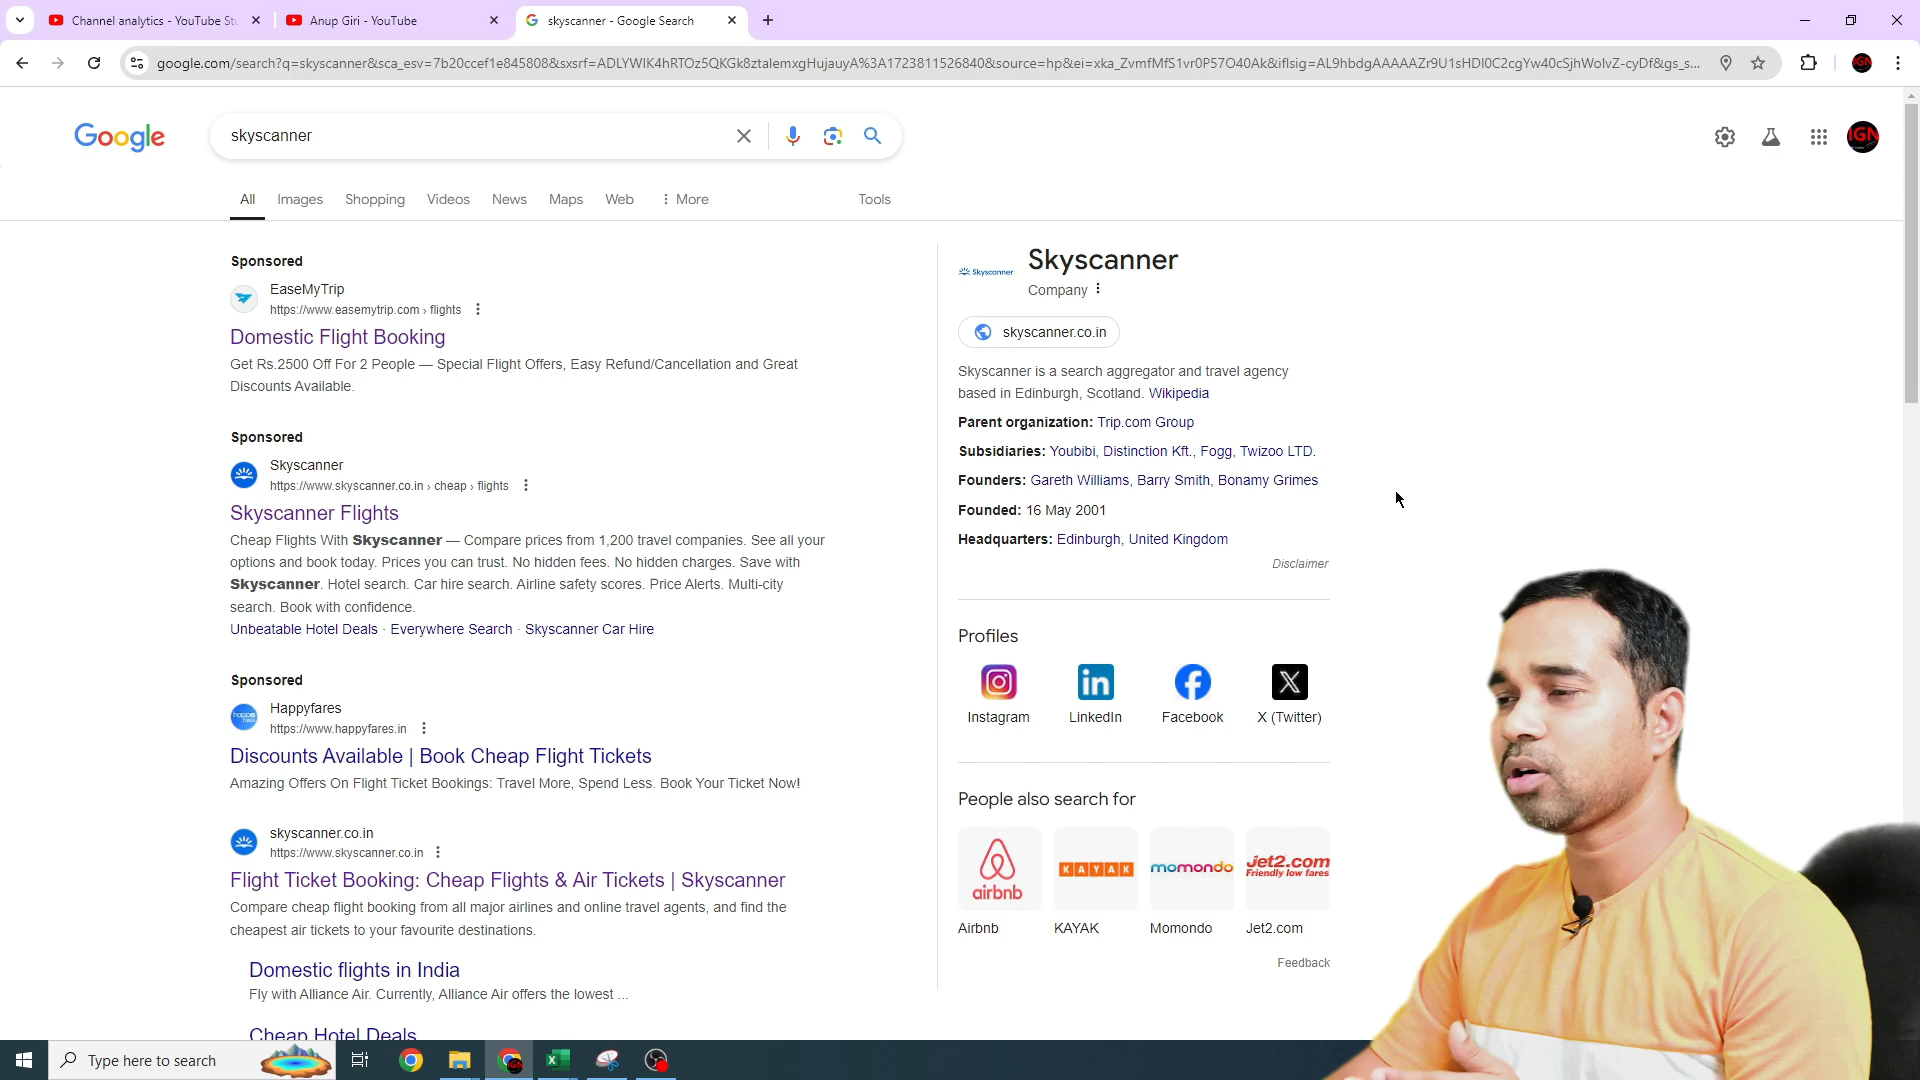 Channel analytics - YouTube St
Anup Giri - YouTube
skyscanner - Google Search
google.com/search?q=skyscanner&sca_esv=7b20ccef1e845808&sxsrf=ADLYWIK4hRTOz5QKGk8ztalemxgHujauyA%3A1723811526840&source=hp&ei=xka_ZvmfMfS1vr0P57O40Ak&iflsig=AL9hbdgAAAAAZr9U1sHDI0C2cgYw40cSjhWolvZ-cyDf&gs_s...
Google
skyscanner
IGN
All Images Shopping Videos News Maps Web More Tools
Sponsored
EaseMyTrip
https://www.easemytrip.com › flights
Domestic Flight Booking
Get Rs.2500 Off For 2 People — Special Flight Offers, Easy Refund/Cancellation and Great
Discounts Available.
Sponsored
Skyscanner
https://www.skyscanner.co.in › cheap › flights
Skyscanner Flights
Cheap Flights With Skyscanner — Compare prices from 1,200 travel companies. See all your
options and book today. Prices you can trust. No hidden fees. No hidden charges. Save with
Skyscanner. Hotel search. Car hire search. Airline safety scores. Price Alerts. Multi-city
search. Book with confidence.
Unbeatable Hotel Deals · Everywhere Search · Skyscanner Car Hire
Sponsored
Happyfares
https://www.happyfares.in
Discounts Available | Book Cheap Flight Tickets
Amazing Offers On Flight Ticket Bookings: Travel More, Spend Less. Book Your Ticket Now!
skyscanner.co.in
https://www.skyscanner.co.in
Flight Ticket Booking: Cheap Flights & Air Tickets | Skyscanner
Compare cheap flight booking from all major airlines and online travel agents, and find the
cheapest air tickets to your favourite destinations.
Domestic flights in India
Fly with Alliance Air. Currently, Alliance Air offers the lowest ...
Cheap Hotel Deals
Skyscanner
Skyscanner
Company
skyscanner.co.in
Skyscanner is a search aggregator and travel agency
based in Edinburgh, Scotland. Wikipedia
Parent organization: Trip.com Group
Subsidiaries: Youbibi, Distinction Kft., Fogg, Twizoo LTD.
Founders: Gareth Williams, Barry Smith, Bonamy Grimes
Founded: 16 May 2001
Headquarters: Edinburgh, United Kingdom
Disclaimer
Profiles
Instagram LinkedIn Facebook X (Twitter)
People also search for
airbnb KAYAK momondo Jet2.com
Friendly low fares
Airbnb KAYAK Momondo Jet2.com
Feedback
Type here to search